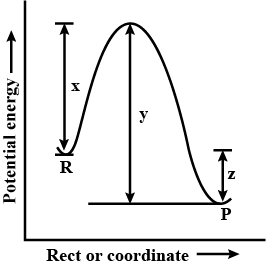 Potential energy
x
y
z
R
P
Rect or coordinate